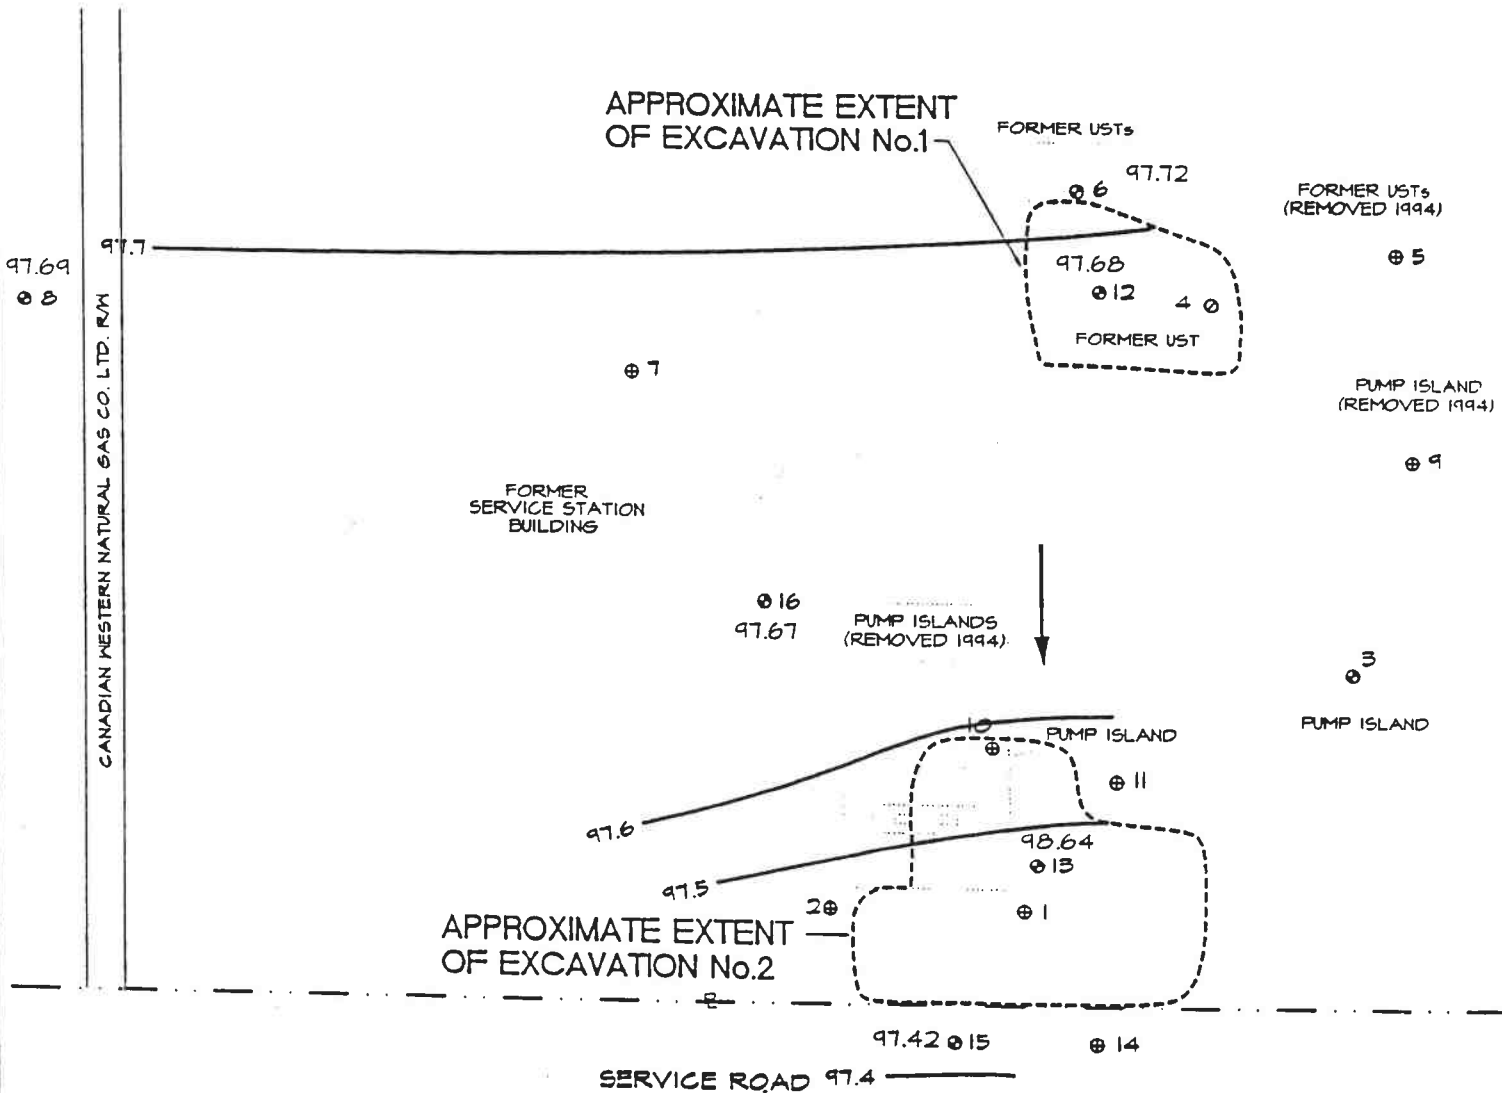 APPROXIMATE EXTENT
OF EXCAVATION No.1
FORMER USTs
6
97.72
FORMER USTs
(REMOVED 1994)
5
97.7
97.69
8
97.68
12
4
FORMER UST
7
PUMP ISLAND
(REMOVED 1994)
9
CANADIAN WESTERN NATURAL GAS CO. LTD. R/W
FORMER
SERVICE STATION
BUILDING
16
97.67
PUMP ISLANDS
(REMOVED 1994)
3
PUMP ISLAND
10
PUMP ISLAND
11
97.6
98.64
13
97.5
2
1
APPROXIMATE EXTENT
OF EXCAVATION No.2
97.42
15
14
SERVICE ROAD
97.4